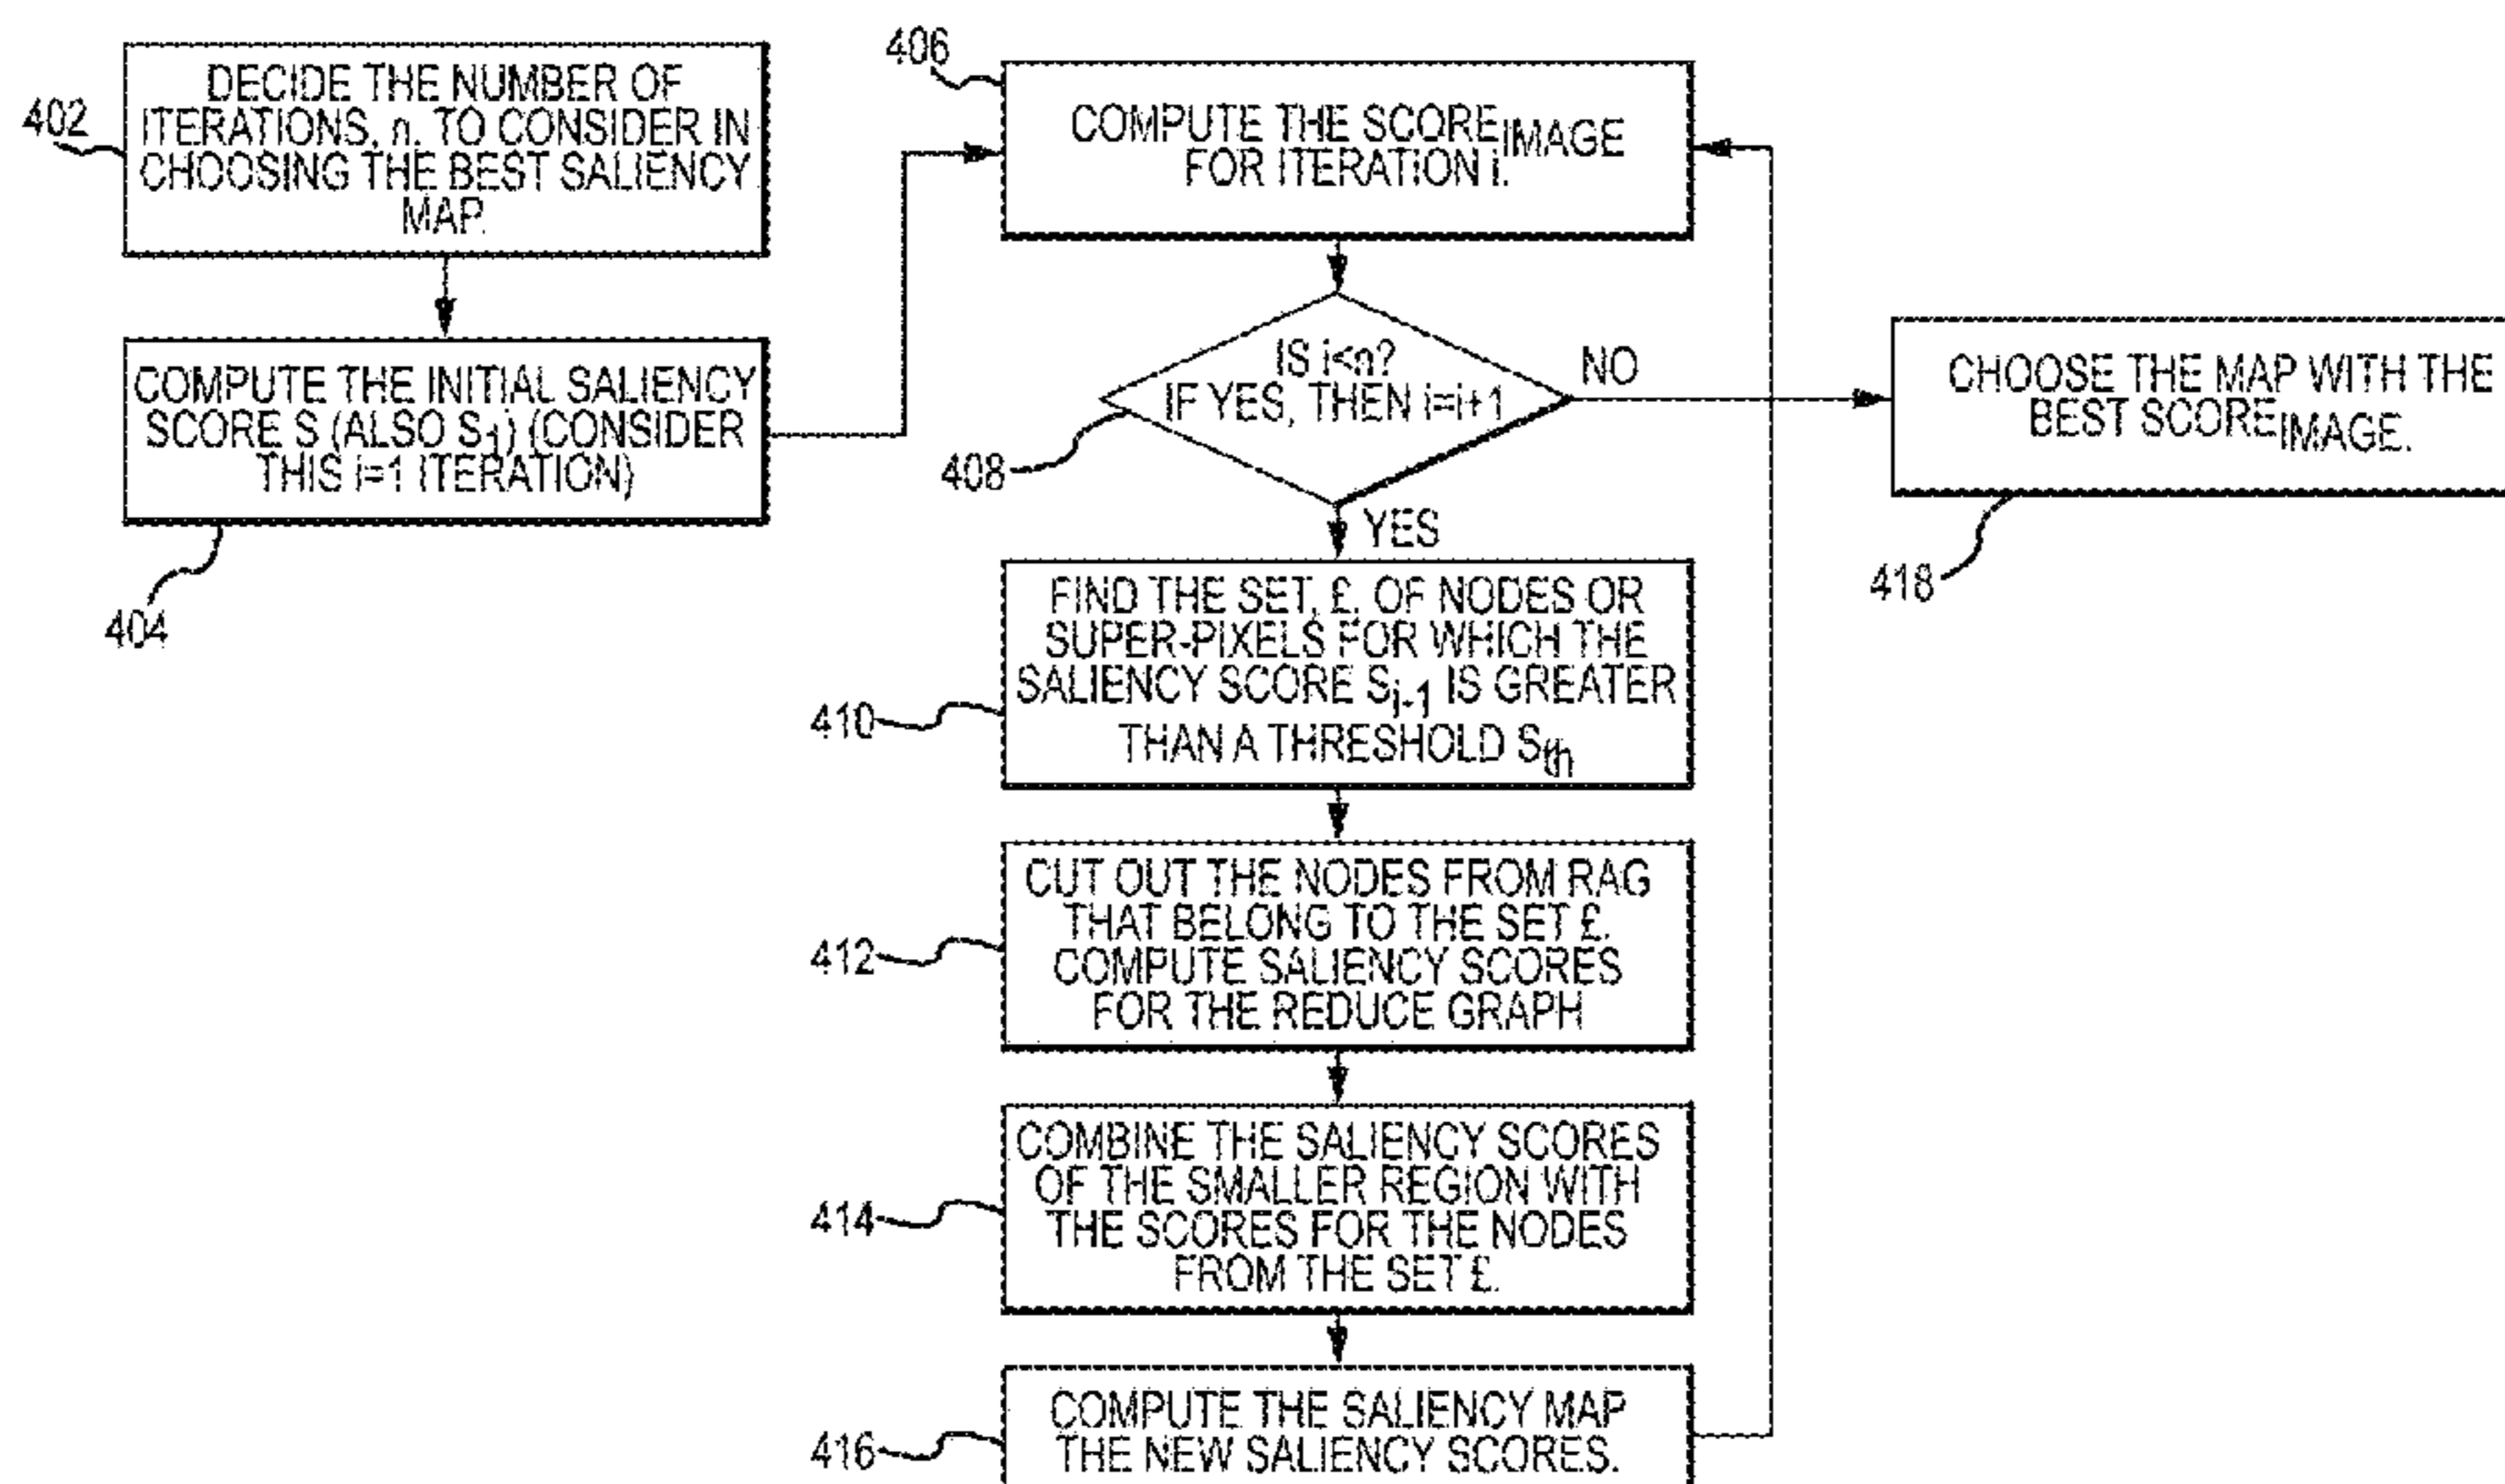 402
DECIDE THE NUMBER OF
ITERATIONS, n. TO CONSIDER IN
CHOOSING THE BEST SALIENCY
MAP.
COMPUTE THE INITIAL SALIENCY
SCORE S (ALSO S1) (CONSIDER
THIS i=1 ITERATION)
404
406
COMPUTE THE SCOREIMAGE
FOR ITERATION i.
IS i<n?
IF YES, THEN i=i+1
408
NO
YES
CHOOSE THE MAP WITH THE
BEST SCOREIMAGE.
418
FIND THE SET, £, OF NODES OR
SUPER-PIXELS FOR WHICH THE
SALIENCY SCORE Si-1 IS GREATER
THAN A THRESHOLD Sth
410
CUT OUT THE NODES FROM RAG
THAT BELONG TO THE SET £.
COMPUTE SALIENCY SCORES
FOR THE REDUCE GRAPH
412
COMBINE THE SALIENCY SCORES
OF THE SMALLER REGION WITH
THE SCORES FOR THE NODES
FROM THE SET £.
414
COMPUTE THE SALIENCY MAP
THE NEW SALIENCY SCORES.
416